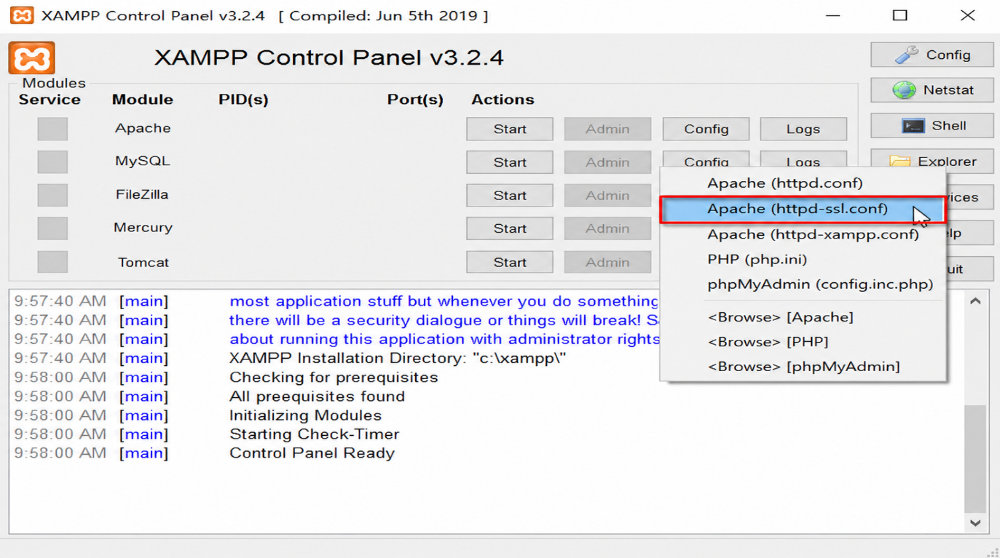 XAMPP Control Panel v3.2.4 [ Compiled: Jun 5th 2019 ]
XAMPP Control Panel v3.2.4
Config
Modules
Service Module PID(s) Port(s) Actions
Netstat
Apache Start Admin Config Logs
Shell
MySQL Start Admin Config Logs
Explorer
FileZilla Start Admin
ices
Mercury Start Admin
lp
Tomcat Start Admin
uit
Apache (httpd.conf)
Apache (httpd-ssl.conf)
Apache (httpd-xampp.conf)
PHP (php.ini)
phpMyAdmin (config.inc.php)
<Browse> [Apache]
<Browse> [PHP]
<Browse> [phpMyAdmin]
9:57:40 AM [main] most application stuff but whenever you do something
9:57:40 AM [main] there will be a security dialogue or things will break! S
9:57:40 AM [main] about running this application with administrator rights
9:57:40 AM [main] XAMPP Installation Directory: "c:\xampp\"
9:58:00 AM [main] Checking for prerequisites
9:58:00 AM [main] All preequisites found
9:58:00 AM [main] Initializing Modules
9:58:00 AM [main] Starting Check-Timer
9:58:00 AM [main] Control Panel Ready